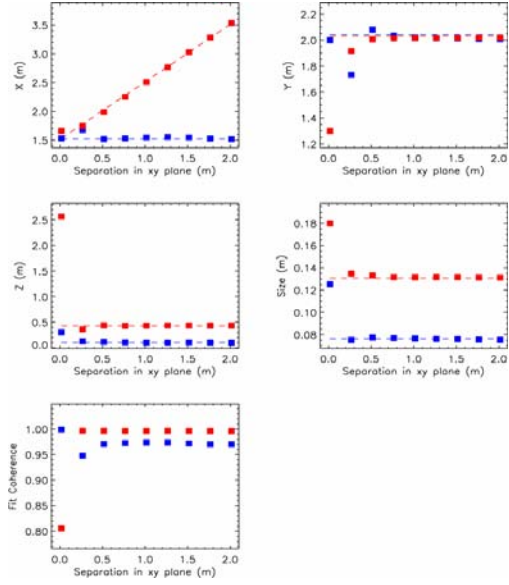 X (m)
3.5
3.0
2.5
2.0
1.5
0.0 0.5 1.0 1.5 2.0
Separation in xy plane (m)
Y (m)
2.2
2.0
1.8
1.6
1.4
1.2
0.0 0.5 1.0 1.5 2.0
Separation in xy plane (m)
Z (m)
2.5
2.0
1.5
1.0
0.5
0.0
0.0 0.5 1.0 1.5 2.0
Separation in xy plane (m)
Size (m)
0.18
0.16
0.14
0.12
0.10
0.08
0.0 0.5 1.0 1.5 2.0
Separation in xy plane (m)
Fit Coherence
1.00
0.95
0.90
0.85
0.80
0.0 0.5 1.0 1.5 2.0
Separation in xy plane (m)